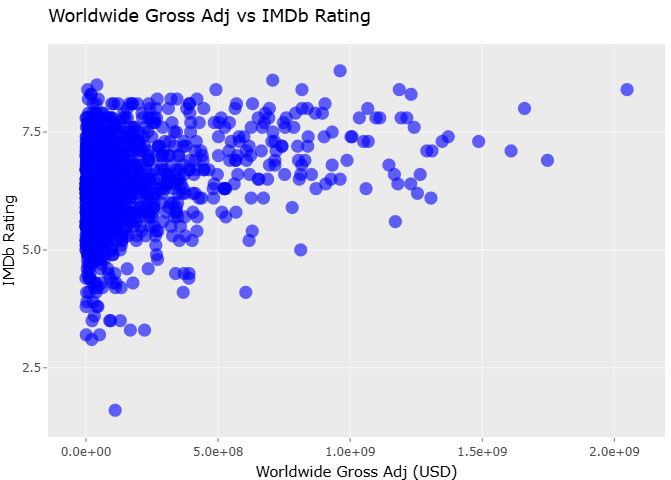 Worldwide Gross Adj vs IMDb Rating
IMDb Rating
7.5
5.0
2.5
0.0e+00 5.0e+08 1.0e+09 1.5e+09 2.0e+09
Worldwide Gross Adj (USD)